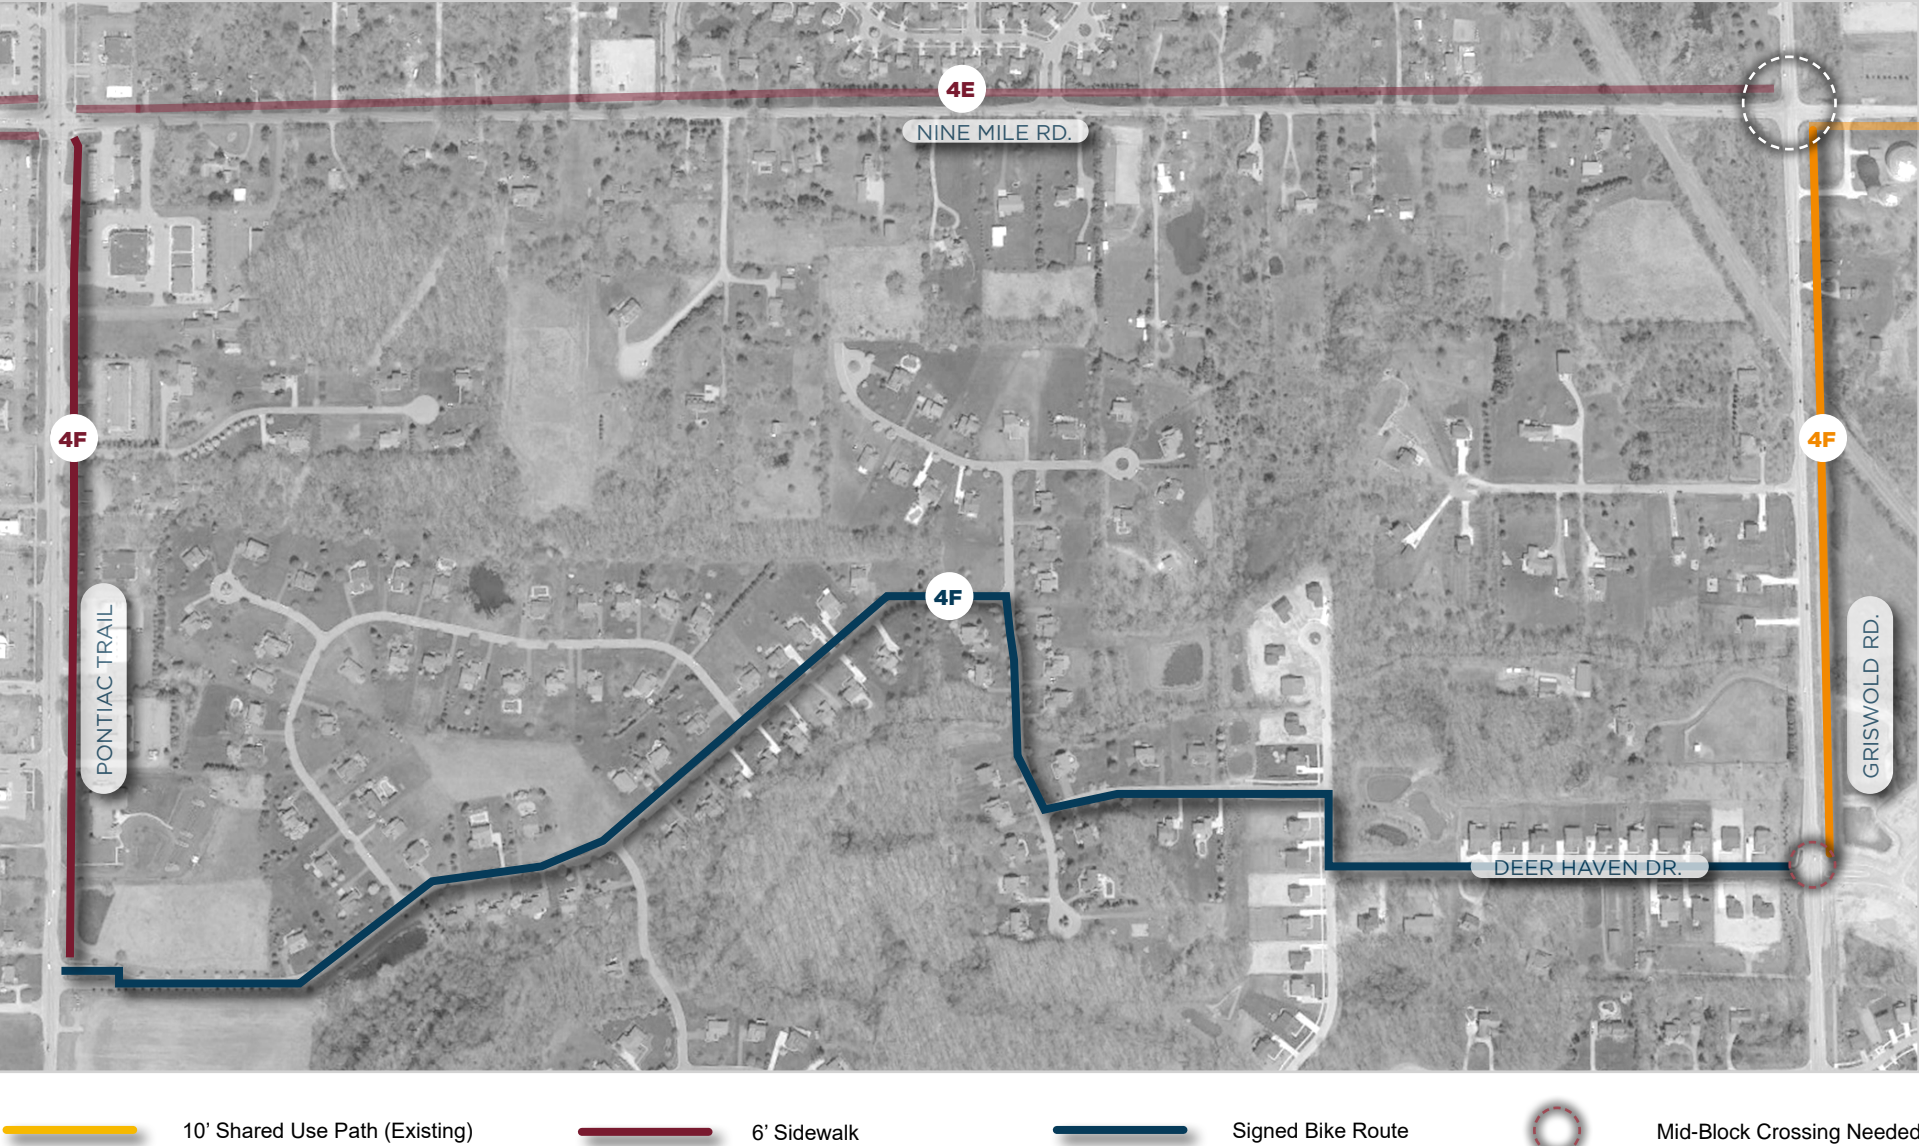 4E
NINE MILE RD.
4F
4F
4F
PONTIAC TRAIL
GRISWOLD RD.
DEER HAVEN DR.
10’ Shared Use Path (Existing)
6’ Sidewalk
Signed Bike Route
Mid-Block Crossing Needed